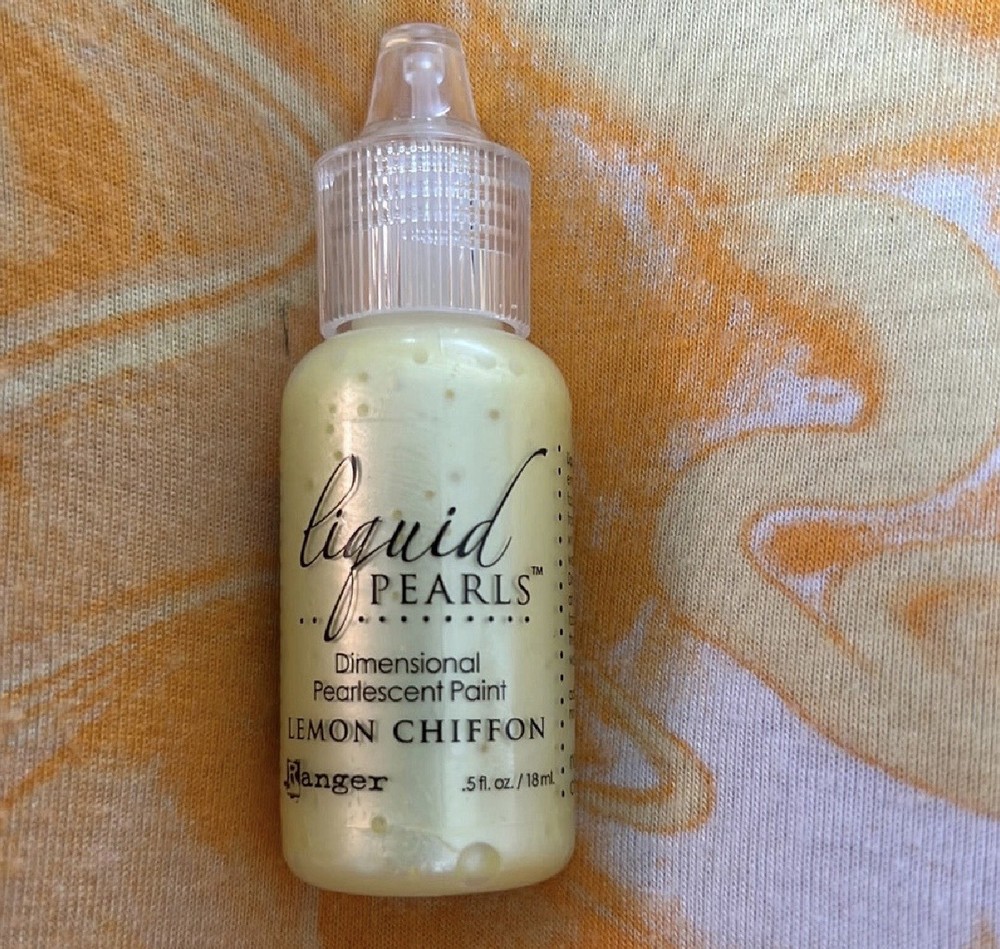 liquid
PEARLS™
Dimensional
Pearlescent Paint
LEMON CHIFFON
Ranger
.5 fl. oz. / 18 ml.